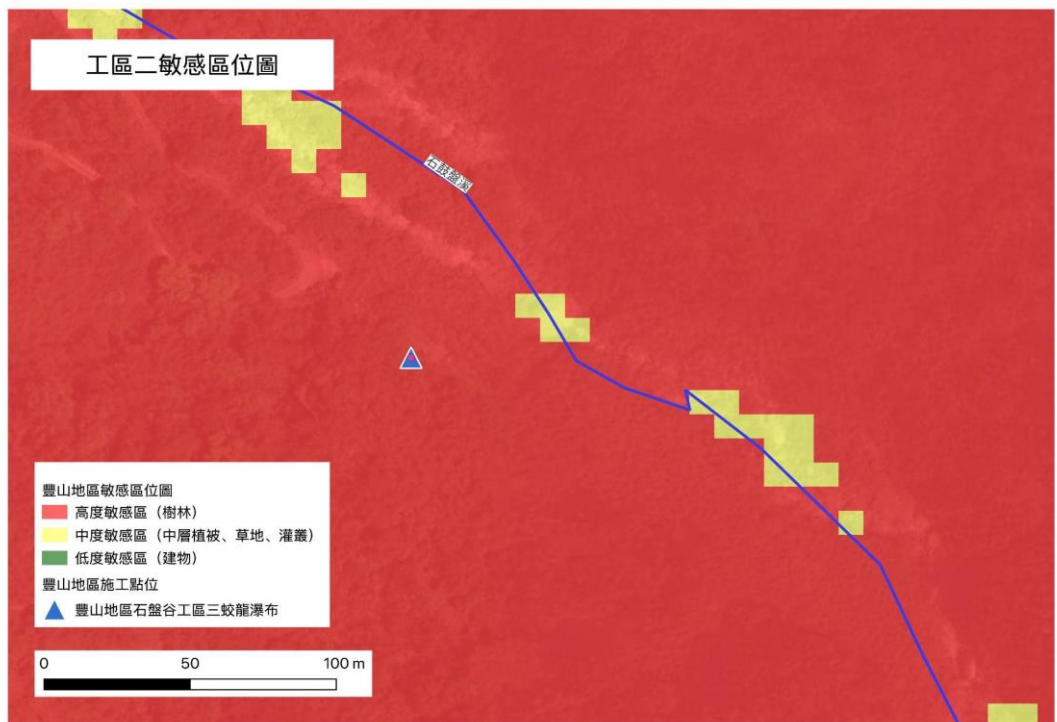 工區二敏感區位圖
石鼓盤溪
豐山地區敏感區位圖
高度敏感區（樹林）
中度敏感區（中層植被、草地、灌叢）
低度敏感區（建物）
豐山地區施工點位
豐山地區石盤谷工區三蛟龍瀑布
0 50 100 m